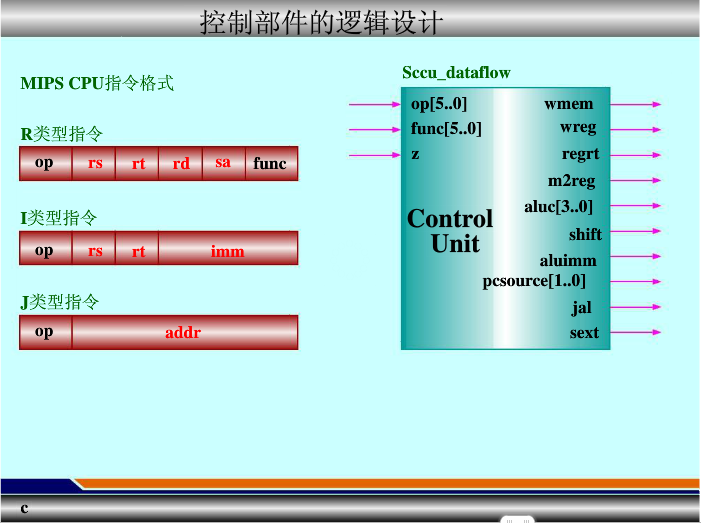 控制部件的逻辑设计
MIPS CPU指令格式
R类型指令
op rs rt rd sa func
I类型指令
op rs rt imm
J类型指令
op addr
Sccu_dataflow
op[5..0] wmem
func[5..0] wreg
z regrt
m2reg
aluc[3..0]
Control
Unit
shift
aluimm
pcsource[1..0]
jal
sext
c